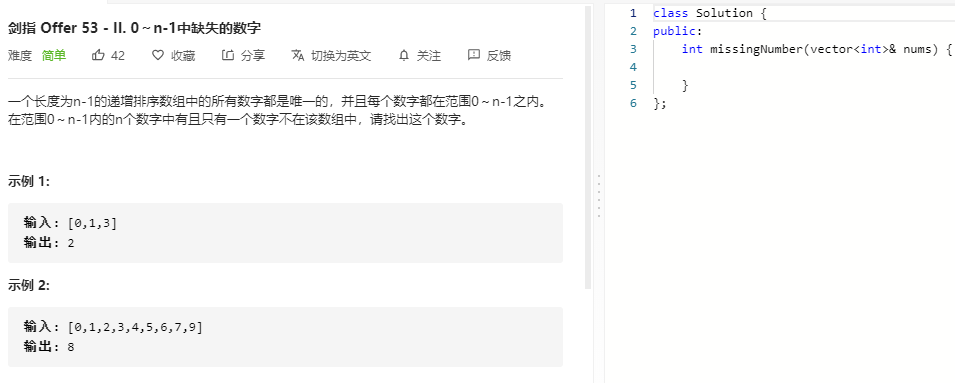 剑指 Offer 53 - II. 0～n-1中缺失的数字
难度 简单 42 收藏 分享 切换为英文 关注 反馈
一个长度为n-1的递增排序数组中的所有数字都是唯一的，并且每个数字都在范围0～n-1之内。
在范围0～n-1内的n个数字中有且只有一个数字不在该数组中，请找出这个数字。
示例 1:
输入: [0,1,3]
输出: 2
示例 2:
输入: [0,1,2,3,4,5,6,7,9]
输出: 8
1 class Solution {
2 public:
3     int missingNumber(vector<int>& nums) {
4
5     }
6 };